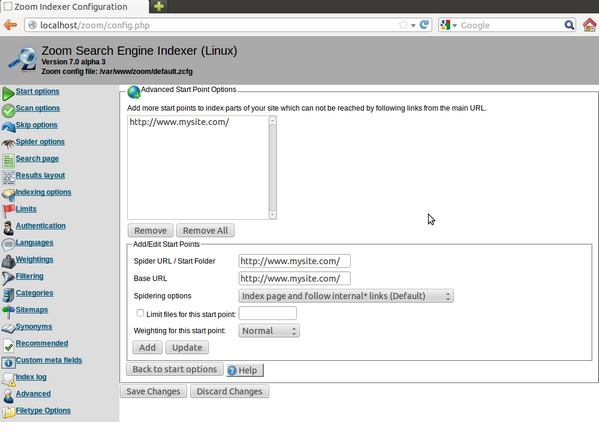 Zoom Indexer Configuration
localhost/zoom/config.php
Google
Zoom Search Engine Indexer (Linux)
Version 7.0 alpha 3
Zoom config file: /var/www/zoom/default.zcfg
Start options
Scan options
Skip options
Spider options
Search page
Results layout
Indexing options
Limits
Authentication
Languages
Weightings
Filtering
Categories
Sitemaps
Synonyms
Recommended
Custom meta fields
Index log
Advanced
Filetype Options
Advanced Start Point Options
Add more start points to index parts of your site which can not be reached by following links from the main URL.
http://www.mysite.com/
Remove Remove All
Add/Edit Start Points
Spider URL / Start Folder http://www.mysite.com/
Base URL http://www.mysite.com/
Spidering options Index page and follow internal* links (Default)
Limit files for this start point:
Weighting for this start point: Normal
Add Update
Back to start options Help
Save Changes Discard Changes